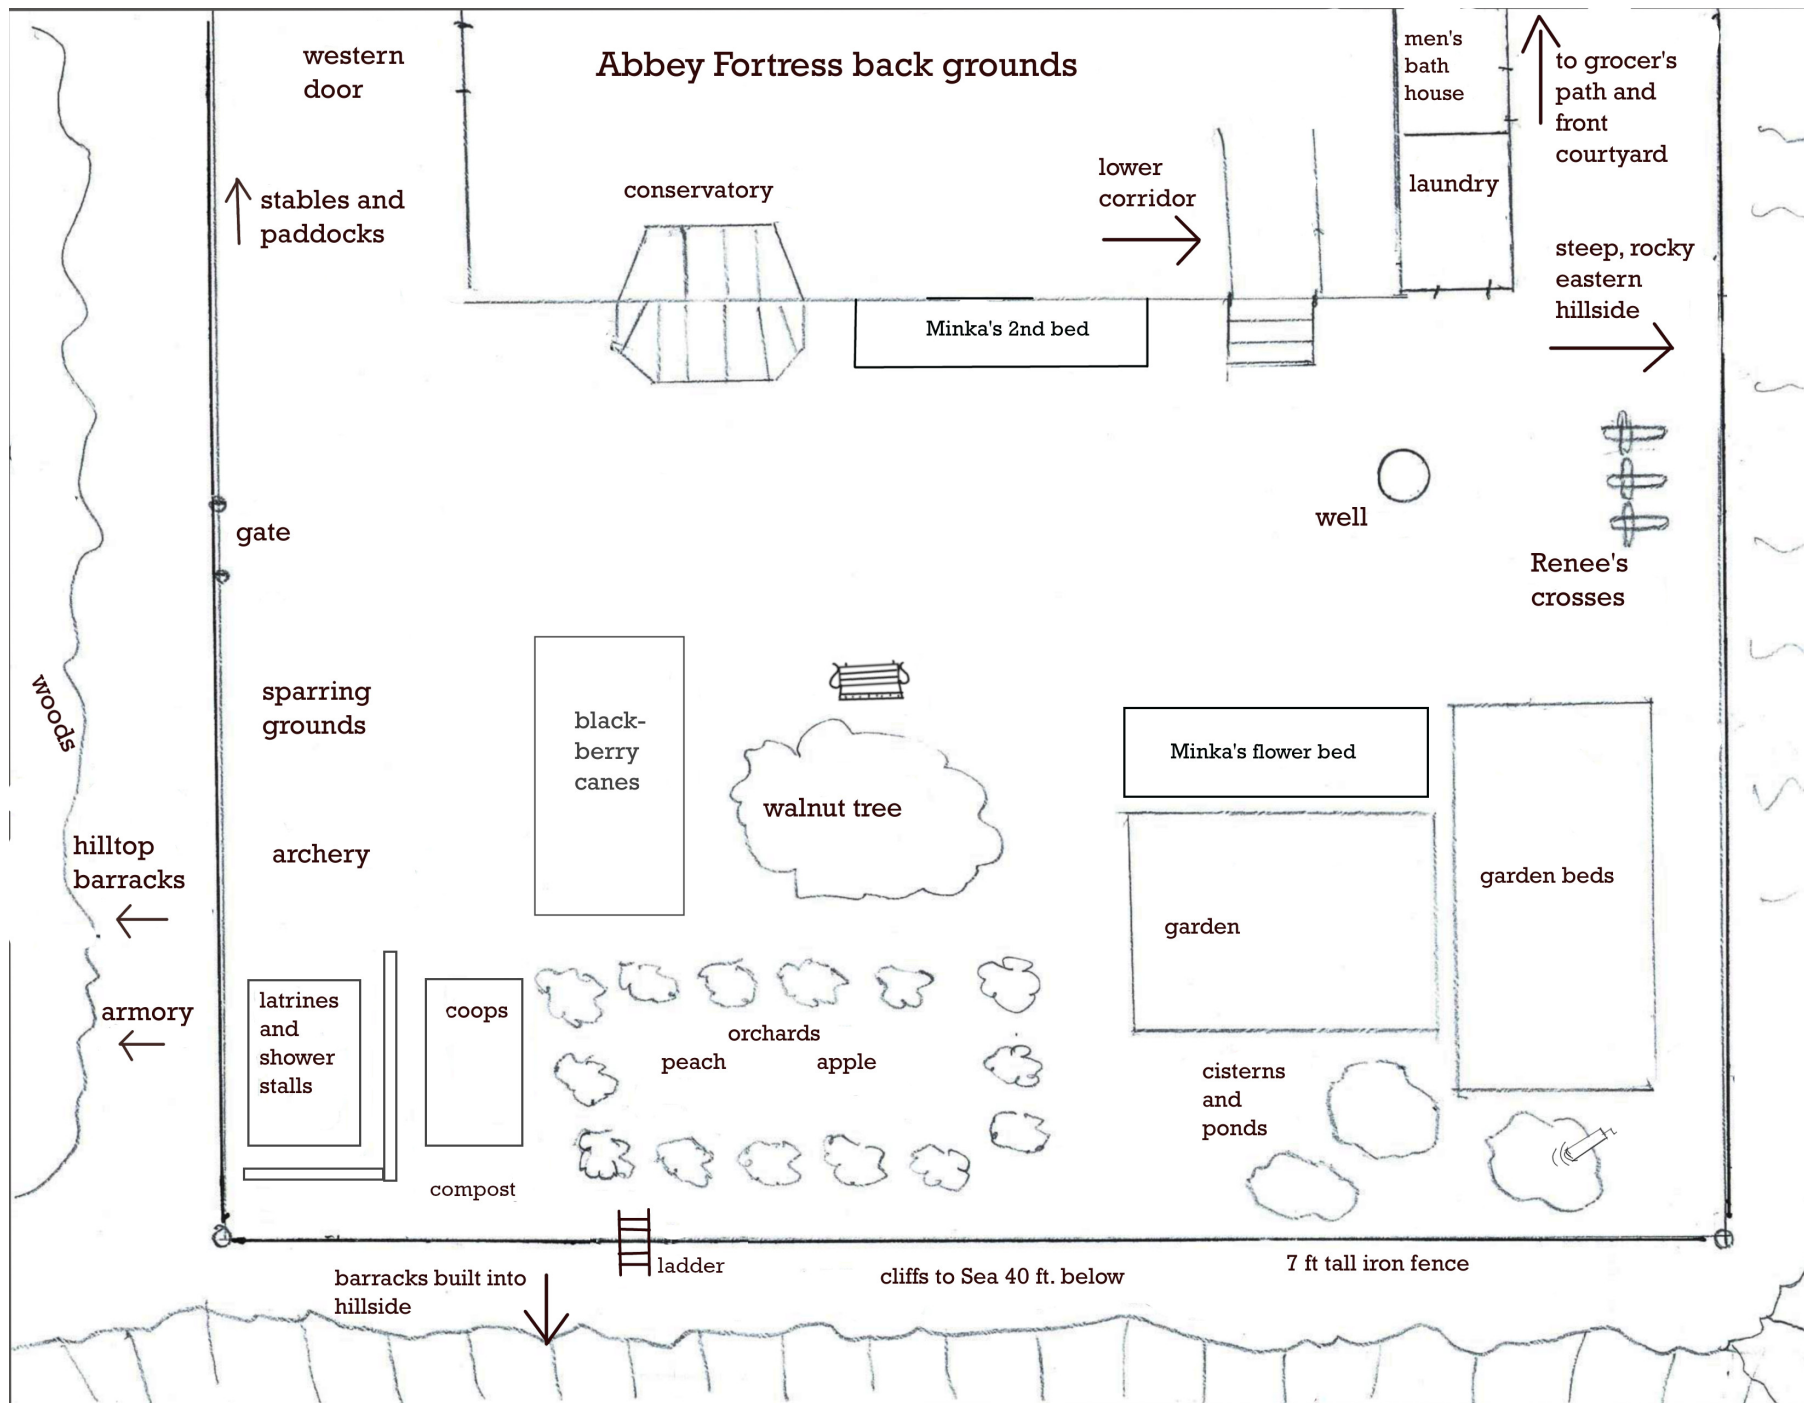 Abbey Fortress back grounds
western
door
men's
bath
house
to grocer's
path and
front
courtyard
stables and
paddocks
conservatory
lower
corridor
laundry
steep, rocky
eastern
hillside
Minka's 2nd bed
gate
well
Renee's
crosses
woods
sparring
grounds
black-
berry
canes
walnut tree
Minka's flower bed
hilltop
barracks
archery
garden beds
garden
armory
latrines
and
shower
stalls
coops
orchards
peach
apple
cisterns
and
ponds
compost
ladder
barracks built into
hillside
cliffs to Sea 40 ft. below
7 ft tall iron fence